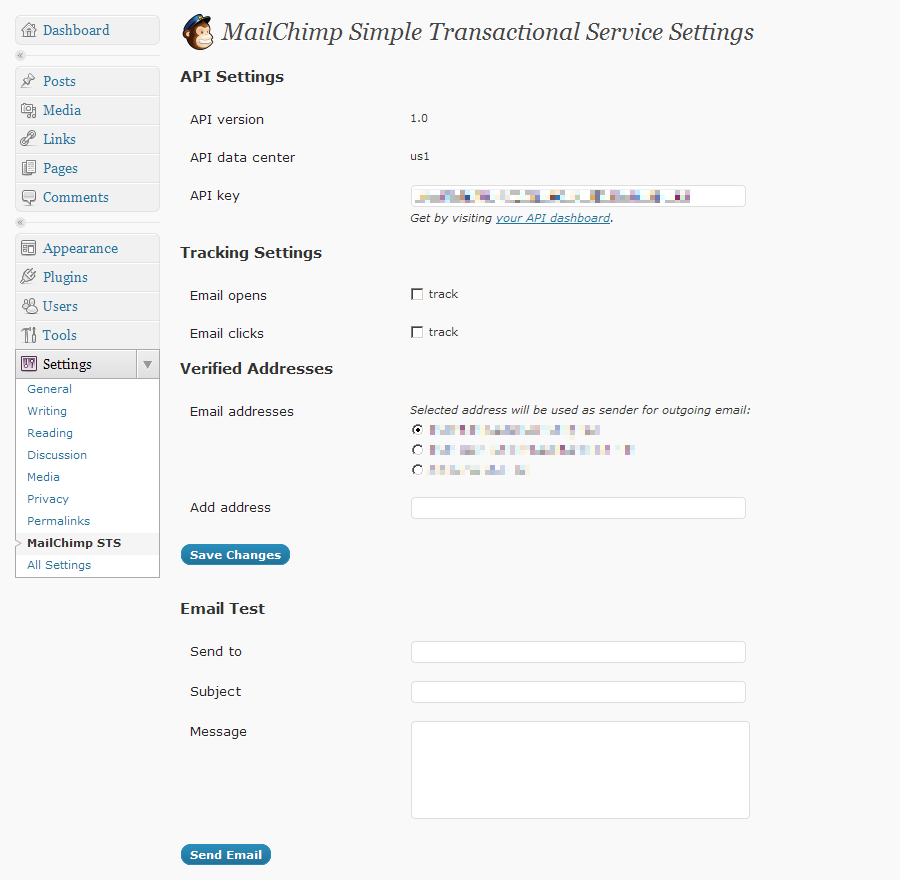 Dashboard
Posts
Media
Links
Pages
Comments
Appearance
Plugins
Users
Tools
Settings
General
Writing
Reading
Discussion
Media
Privacy
Permalinks
MailChimp STS
All Settings
MailChimp Simple Transactional Service Settings
API Settings
API version 1.0
API data center us1
API key
Get by visiting your API dashboard.
Tracking Settings
Email opens track
Email clicks track
Verified Addresses
Email addresses Selected address will be used as sender for outgoing email:
Add address
Save Changes
Email Test
Send to
Subject
Message
Send Email